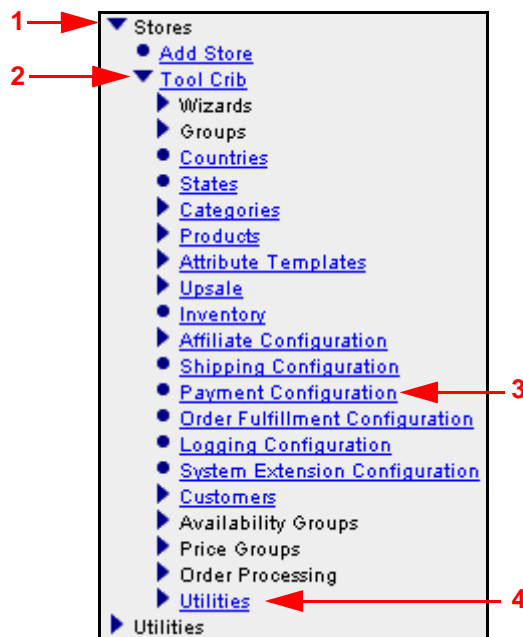 1 Stores
Add Store
2 Tool Crib
Wizards
Groups
Countries
States
Categories
Products
Attribute Templates
Upsale
Inventory
Affiliate Configuration
Shipping Configuration
Payment Configuration 3
Order Fulfillment Configuration
Logging Configuration
System Extension Configuration
Customers
Availability Groups
Price Groups
Order Processing
Utilities 4
Utilities